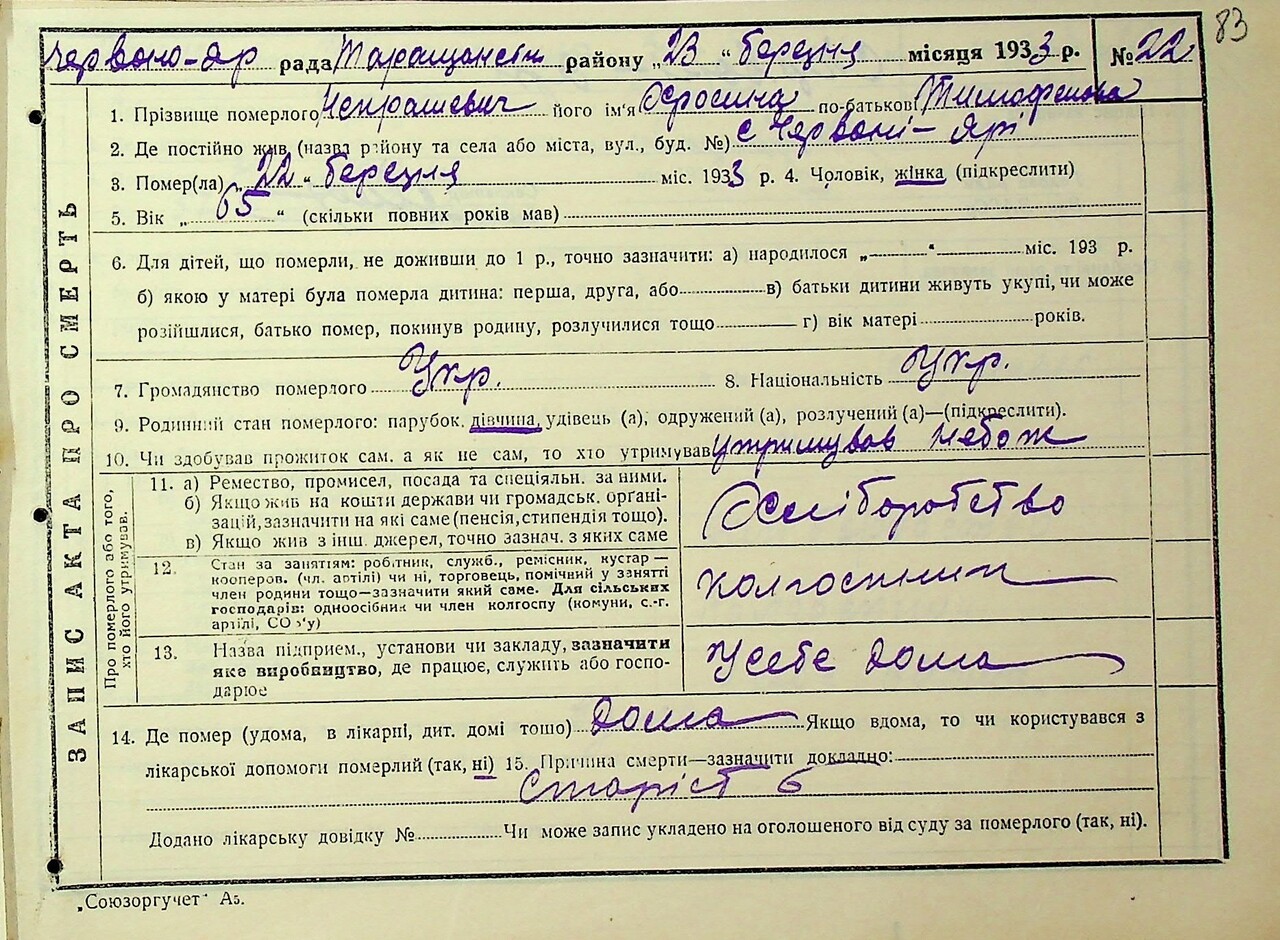 83
Червоно-Яр рада Таращанськ району „23" березня місяця 1933 р. № 22
1. Прізвище померлого Чепрашевич його ім'я Єфросина по-батькові Тимофеювна
2. Де постійно жив (назва району та села або міста, вул., буд. №) с Червоні-Ярі
3. Помер(ла) „22" березня міс. 1933 р. 4. Чоловік, жінка (підкреслити)
5. Вік „65" (скільки повних років мав)
6. Для дітей, що померли, не доживши до 1 р., точно зазначити: а) народилося „ " міс. 193 р.
б) якою у матері була померла дитина: перша, друга, або в) батьки дитини живуть укупі, чи може
розійшлися, батько помер, покинув родину, розлучилися тощо г) вік матері років.
7. Громадянство померлого Укр. 8. Національність Укр.
9. Родинний стан померлого: парубок, дівчина, удівець (а), одружений (а), розлучений (а)—(підкреслити).
10. Чи здобував прожиток сам, а як не сам, то хто утримував утримував небож
ЗАПИС АКТА ПРО СМЕРТЬ
Про померлого або того,
хто його утримував.
11. а) Ремество, промисел, посада та спеціяльн. за ними.
б) Якщо жив на кошти держави чи громадськ. орґані-
зацій, зазначити на які саме (пенсія, стипендія тощо).
в) Якщо жив з інш. джерел, точно зазнач. з яких саме
Хліборобство
12. Стан за занятям: робітник, служб., ремісник, кустар—
кооперов. (чл. артілі) чи ні, торговець, помічний у занятті
член родини тощо—зазначити який саме. Для сільських
господарів: одноосібник чи член колгоспу (комуни, с.-г.
артілі, СОЗ'у)
колгоспник
13. Назва підприєм., установи чи закладу, зазначити
яке виробництво, де працює, служить або госпо-
дарює
У себе дома
14. Де помер (удома, в лікарні, дит. домі тошо) дома Якщо вдома, то чи користувався з
лікарської допомоги померлий (так, ні) 15. Причина смерти—зазначити докладно:
Старість
Додано лікарську довідку № Чи може запис укладено на оголошеного від суду за померлого (так, ні).
„Союзоргучет" Аз.